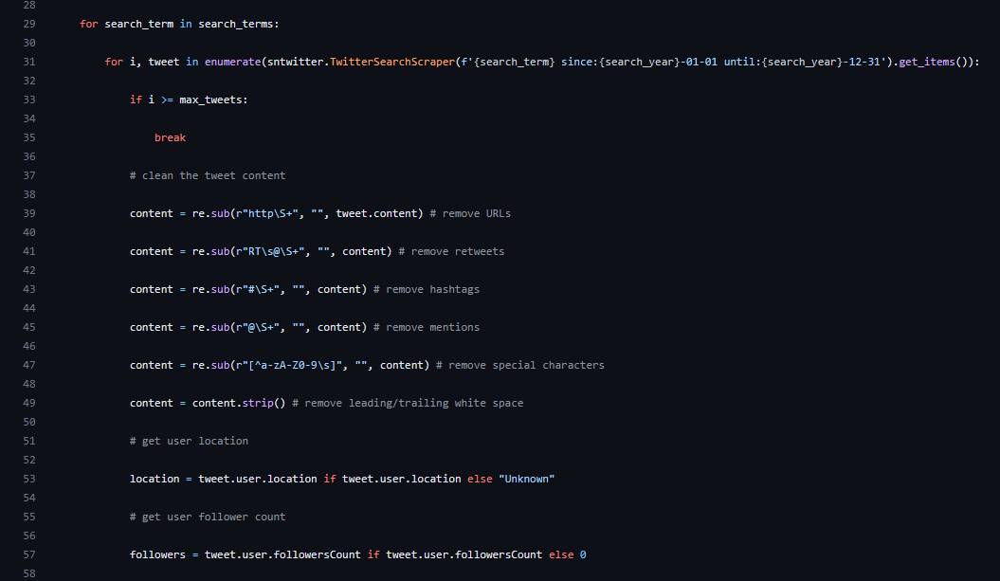 28
29 for search_term in search_terms:
30
31 for i, tweet in enumerate(sntwitter.TwitterSearchScraper(f'{search_term} since:{search_year}-01-01 until:{search_year}-12-31').get_items()):
32
33 if i >= max_tweets:
34
35 break
36
37 # clean the tweet content
38
39 content = re.sub(r"http\S+", "", tweet.content) # remove URLs
40
41 content = re.sub(r"RT\s@\S+", "", content) # remove retweets
42
43 content = re.sub(r"#\S+", "", content) # remove hashtags
44
45 content = re.sub(r"@\S+", "", content) # remove mentions
46
47 content = re.sub(r"[^a-zA-Z0-9\s]", "", content) # remove special characters
48
49 content = content.strip() # remove leading/trailing white space
50
51 # get user location
52
53 location = tweet.user.location if tweet.user.location else "Unknown"
54
55 # get user follower count
56
57 followers = tweet.user.followersCount if tweet.user.followersCount else 0
58